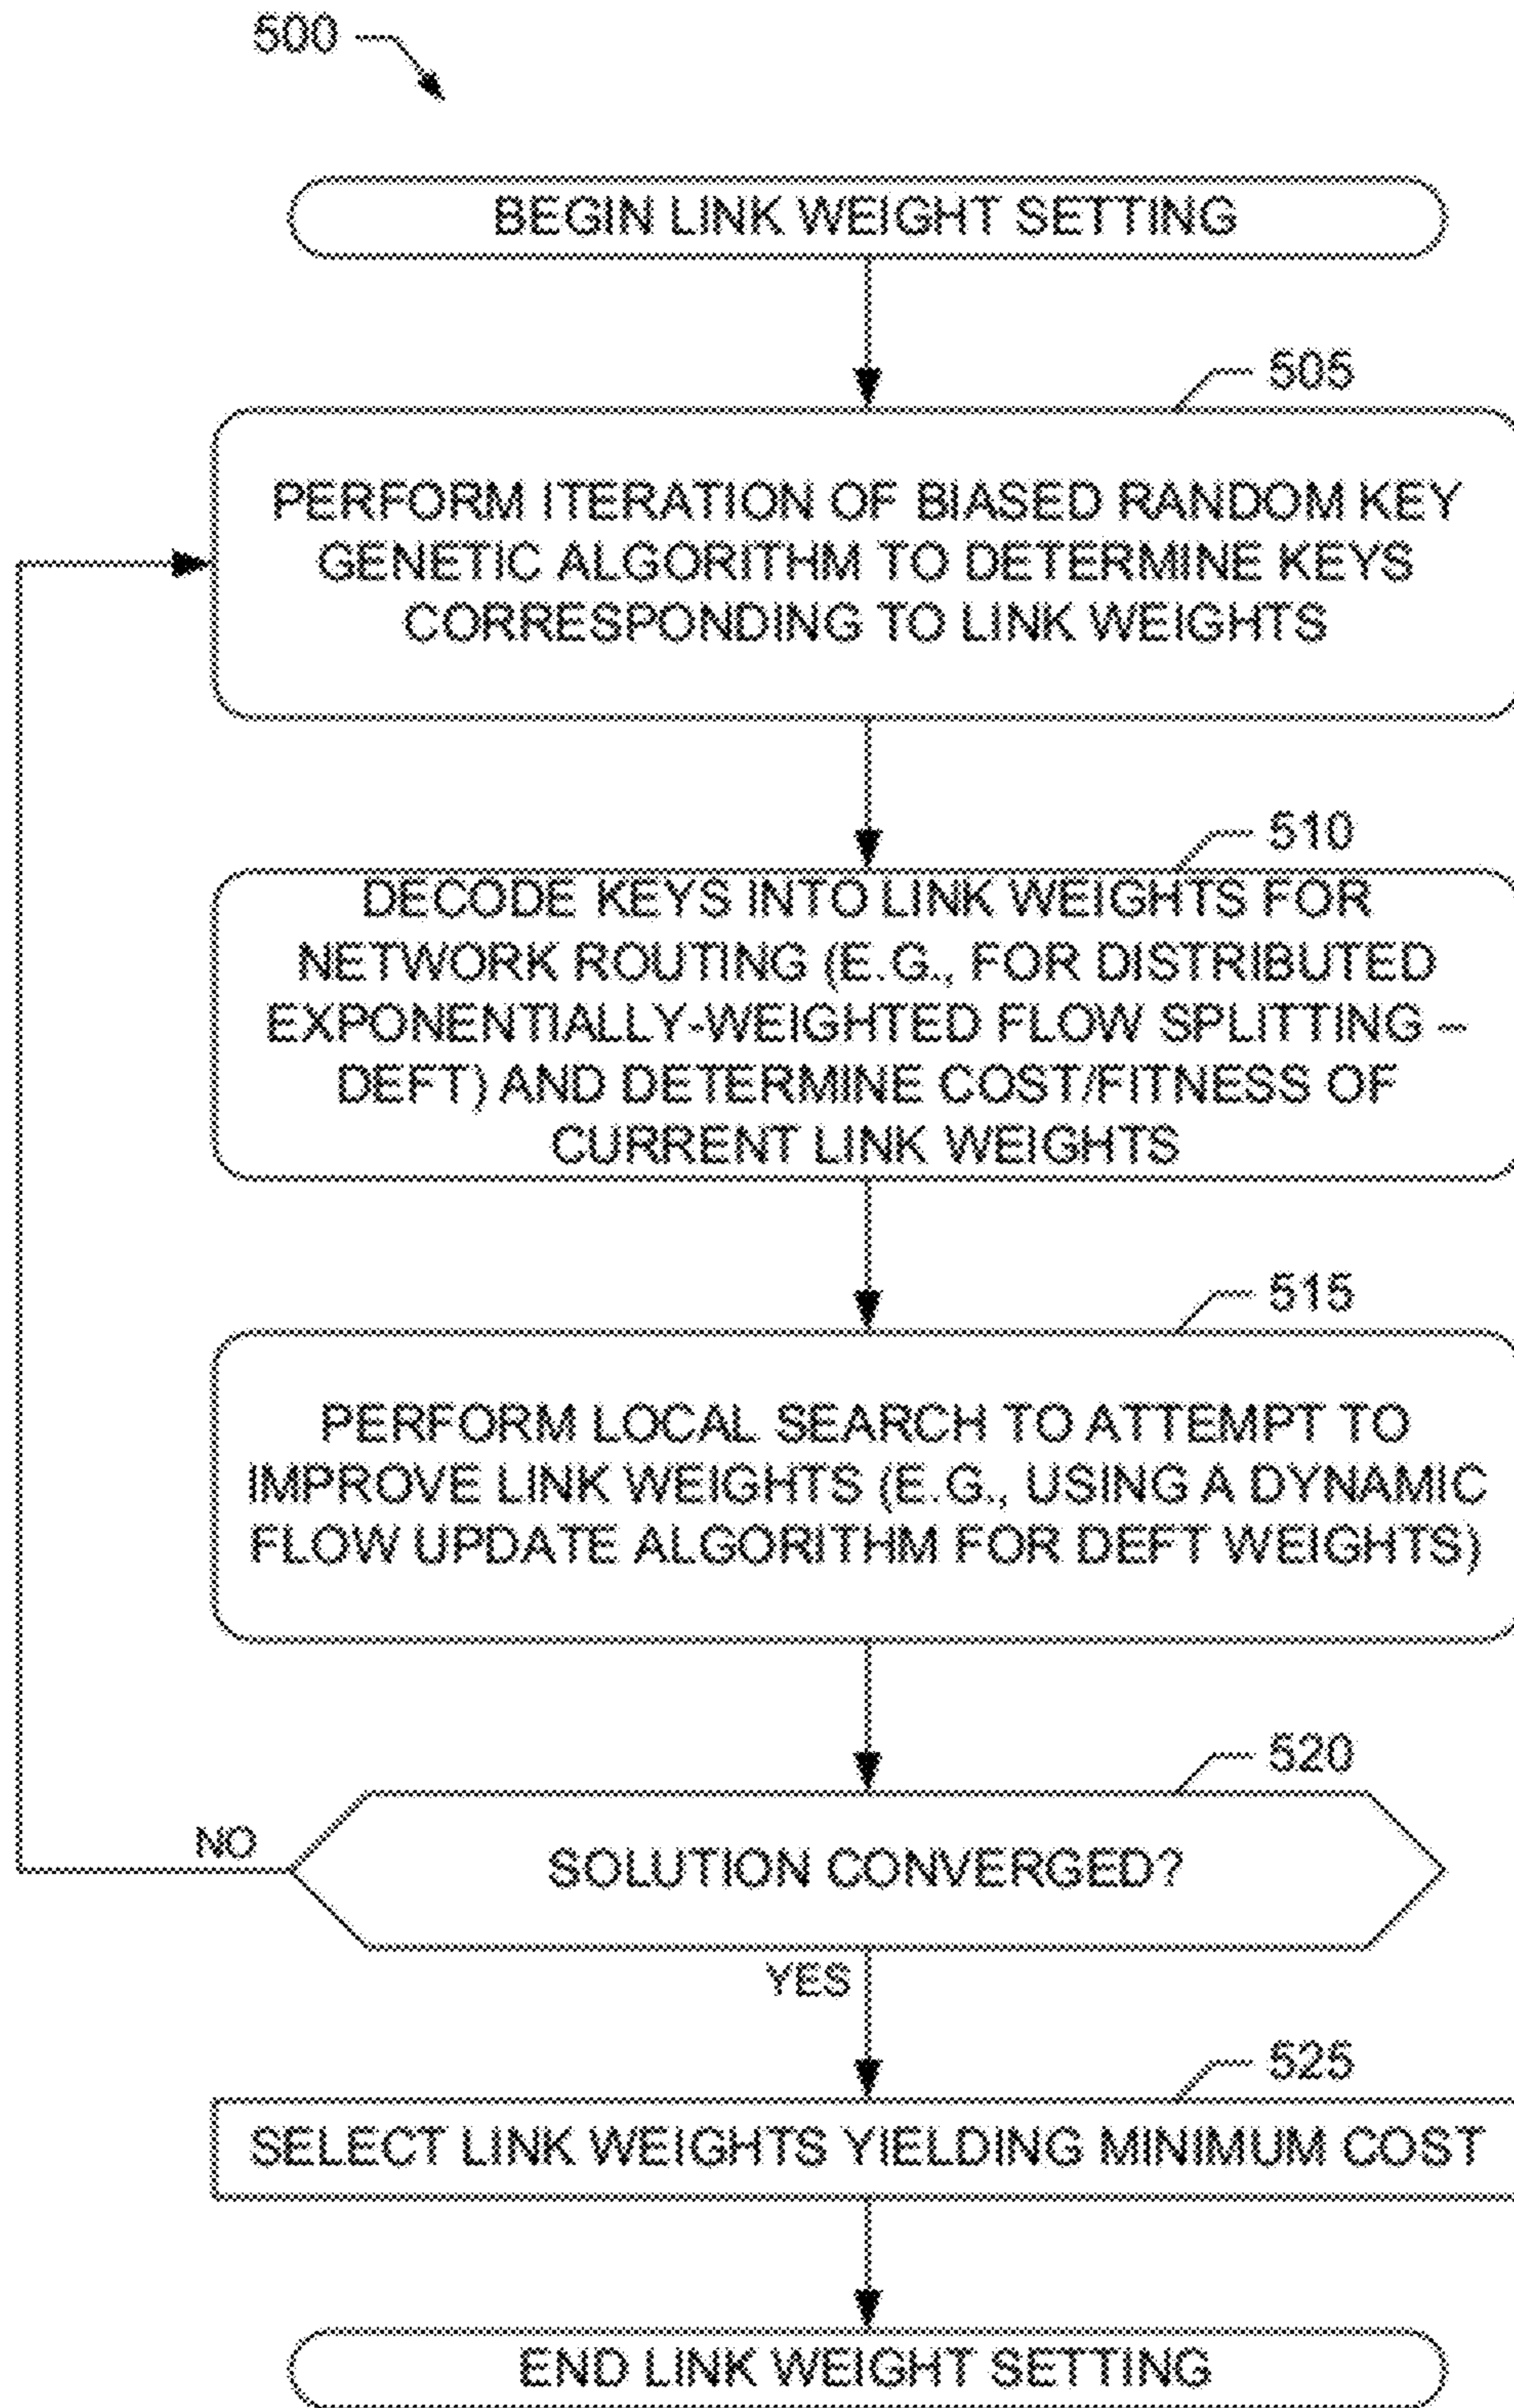 500
BEGIN LINK WEIGHT SETTING
505
PERFORM ITERATION OF BIASED RANDOM KEY
GENETIC ALGORITHM TO DETERMINE KEYS
CORRESPONDING TO LINK WEIGHTS
510
DECODE KEYS INTO LINK WEIGHTS FOR
NETWORK ROUTING (E.G., FOR DISTRIBUTED
EXPONENTIALLY-WEIGHTED FLOW SPLITTING –
DEFT) AND DETERMINE COST/FITNESS OF
CURRENT LINK WEIGHTS
515
PERFORM LOCAL SEARCH TO ATTEMPT TO
IMPROVE LINK WEIGHTS (E.G., USING A DYNAMIC
FLOW UPDATE ALGORITHM FOR DEFT WEIGHTS)
520
NO
SOLUTION CONVERGED?
YES
525
SELECT LINK WEIGHTS YIELDING MINIMUM COST
END LINK WEIGHT SETTING